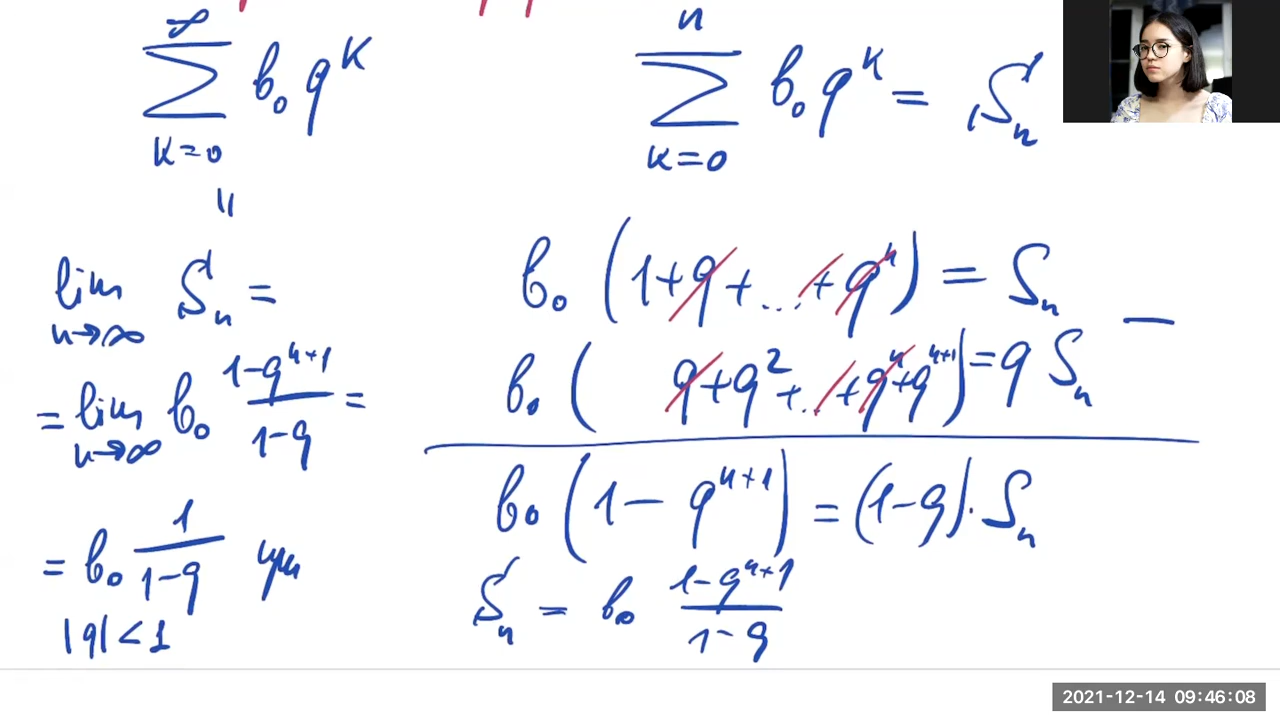 ∞
∑ b₀ q^k
k=0
||
lim S_n =
n→∞
= lim b₀ (1-q^{n+1})/(1-q) =
n→∞
= b₀ 1/(1-q) при
|q| < 1
n
∑ b₀ q^k = S_n
k=0
b₀ (1+q+...+q^n) = S_n
—
b₀ ( q+q²+...+q^n+q^{n+1}) = q S_n
b₀ (1 - q^{n+1}) = (1-q) · S_n
S_n = b₀ (1-q^{n+1})/(1-q)
2021-12-14 09:46:08